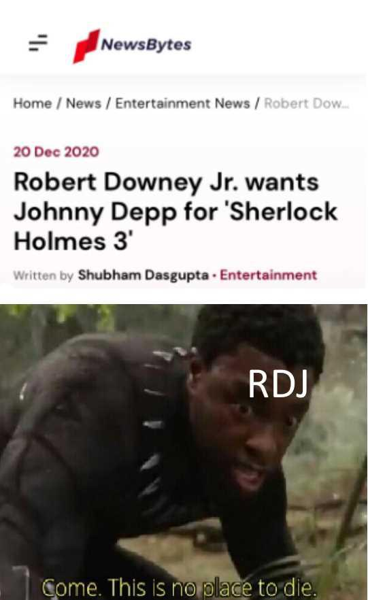 NewsBytes
Home / News / Entertainment News / Robert Dow...
20 Dec 2020
Robert Downey Jr. wants
Johnny Depp for 'Sherlock
Holmes 3'
Written by Shubham Dasgupta • Entertainment
RDJ
Come. This is no place to die.